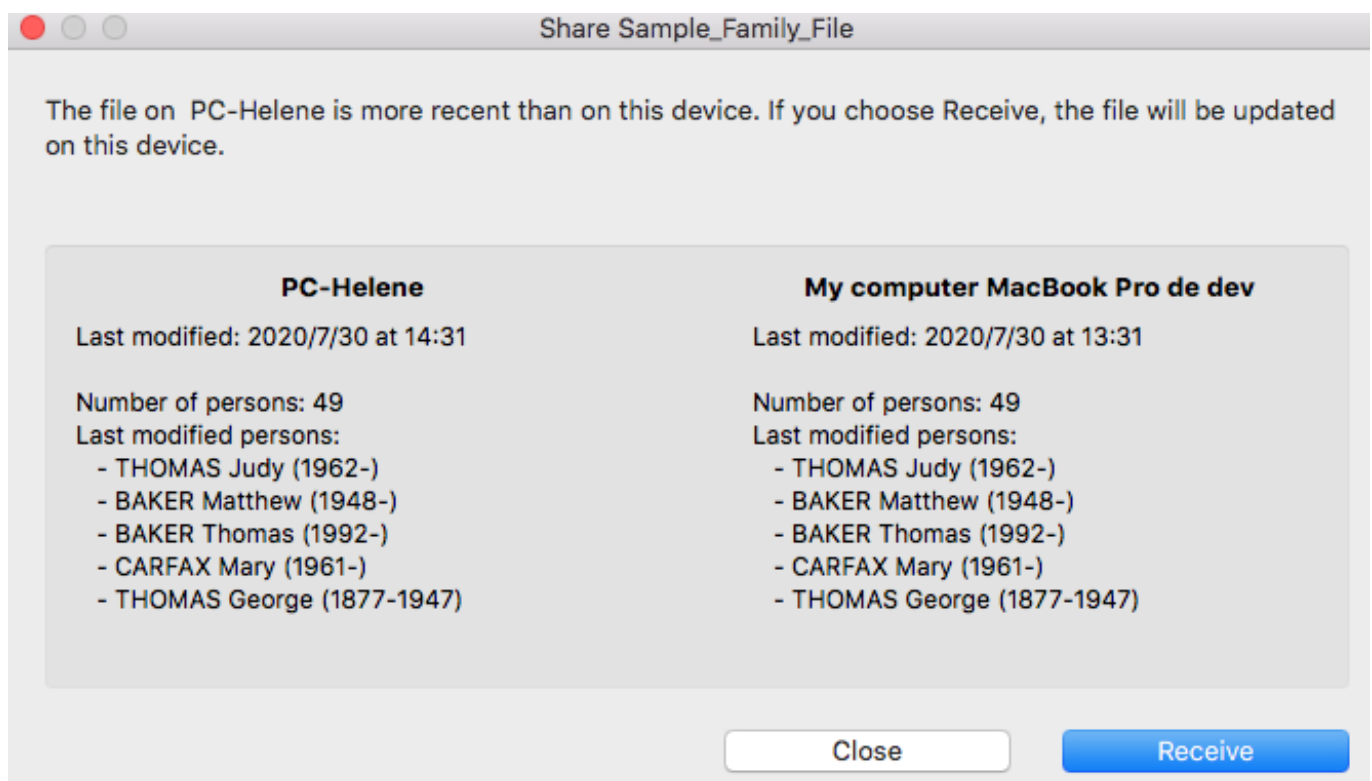 Share Sample_Family_File
The file on  PC-Helene is more recent than on this device. If you choose Receive, the file will be updated
on this device.
PC-Helene
Last modified: 2020/7/30 at 14:31
Number of persons: 49
Last modified persons:
- THOMAS Judy (1962-)
- BAKER Matthew (1948-)
- BAKER Thomas (1992-)
- CARFAX Mary (1961-)
- THOMAS George (1877-1947)
My computer MacBook Pro de dev
Last modified: 2020/7/30 at 13:31
Number of persons: 49
Last modified persons:
- THOMAS Judy (1962-)
- BAKER Matthew (1948-)
- BAKER Thomas (1992-)
- CARFAX Mary (1961-)
- THOMAS George (1877-1947)
Close
Receive